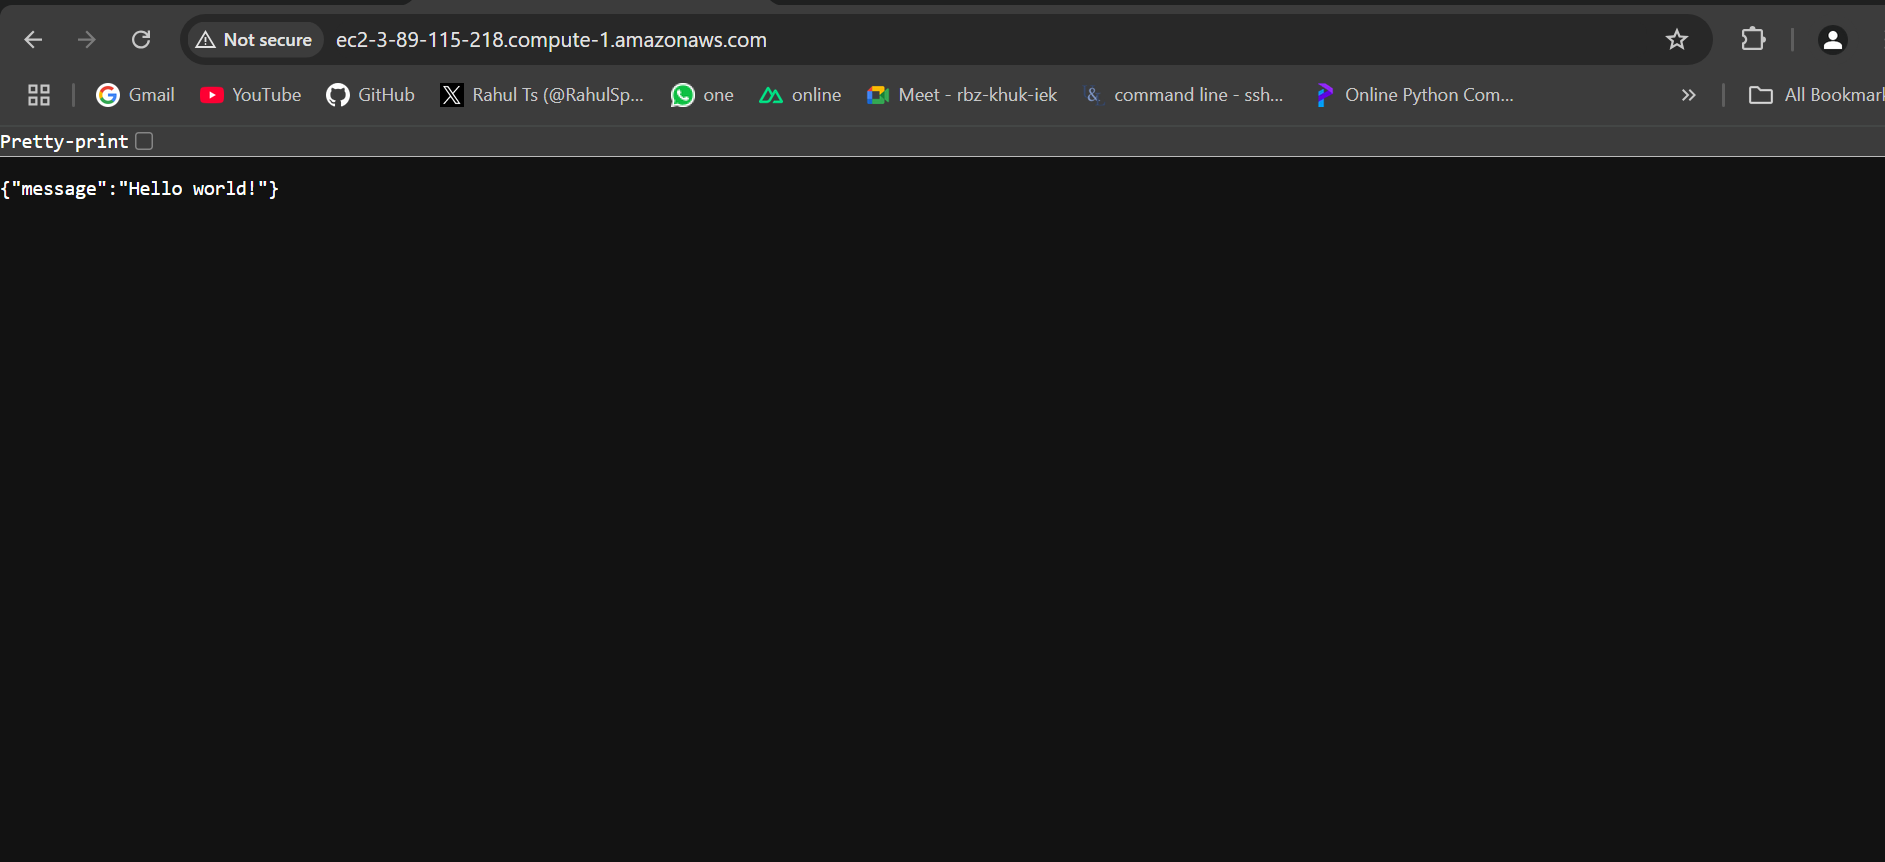 Not secure ec2-3-89-115-218.compute-1.amazonaws.com
Gmail YouTube GitHub Rahul Ts (@RahulSp... one online Meet - rbz-khuk-iek command line - ssh... Online Python Com... » All Bookmark
Pretty-print
{"message":"Hello world!"}